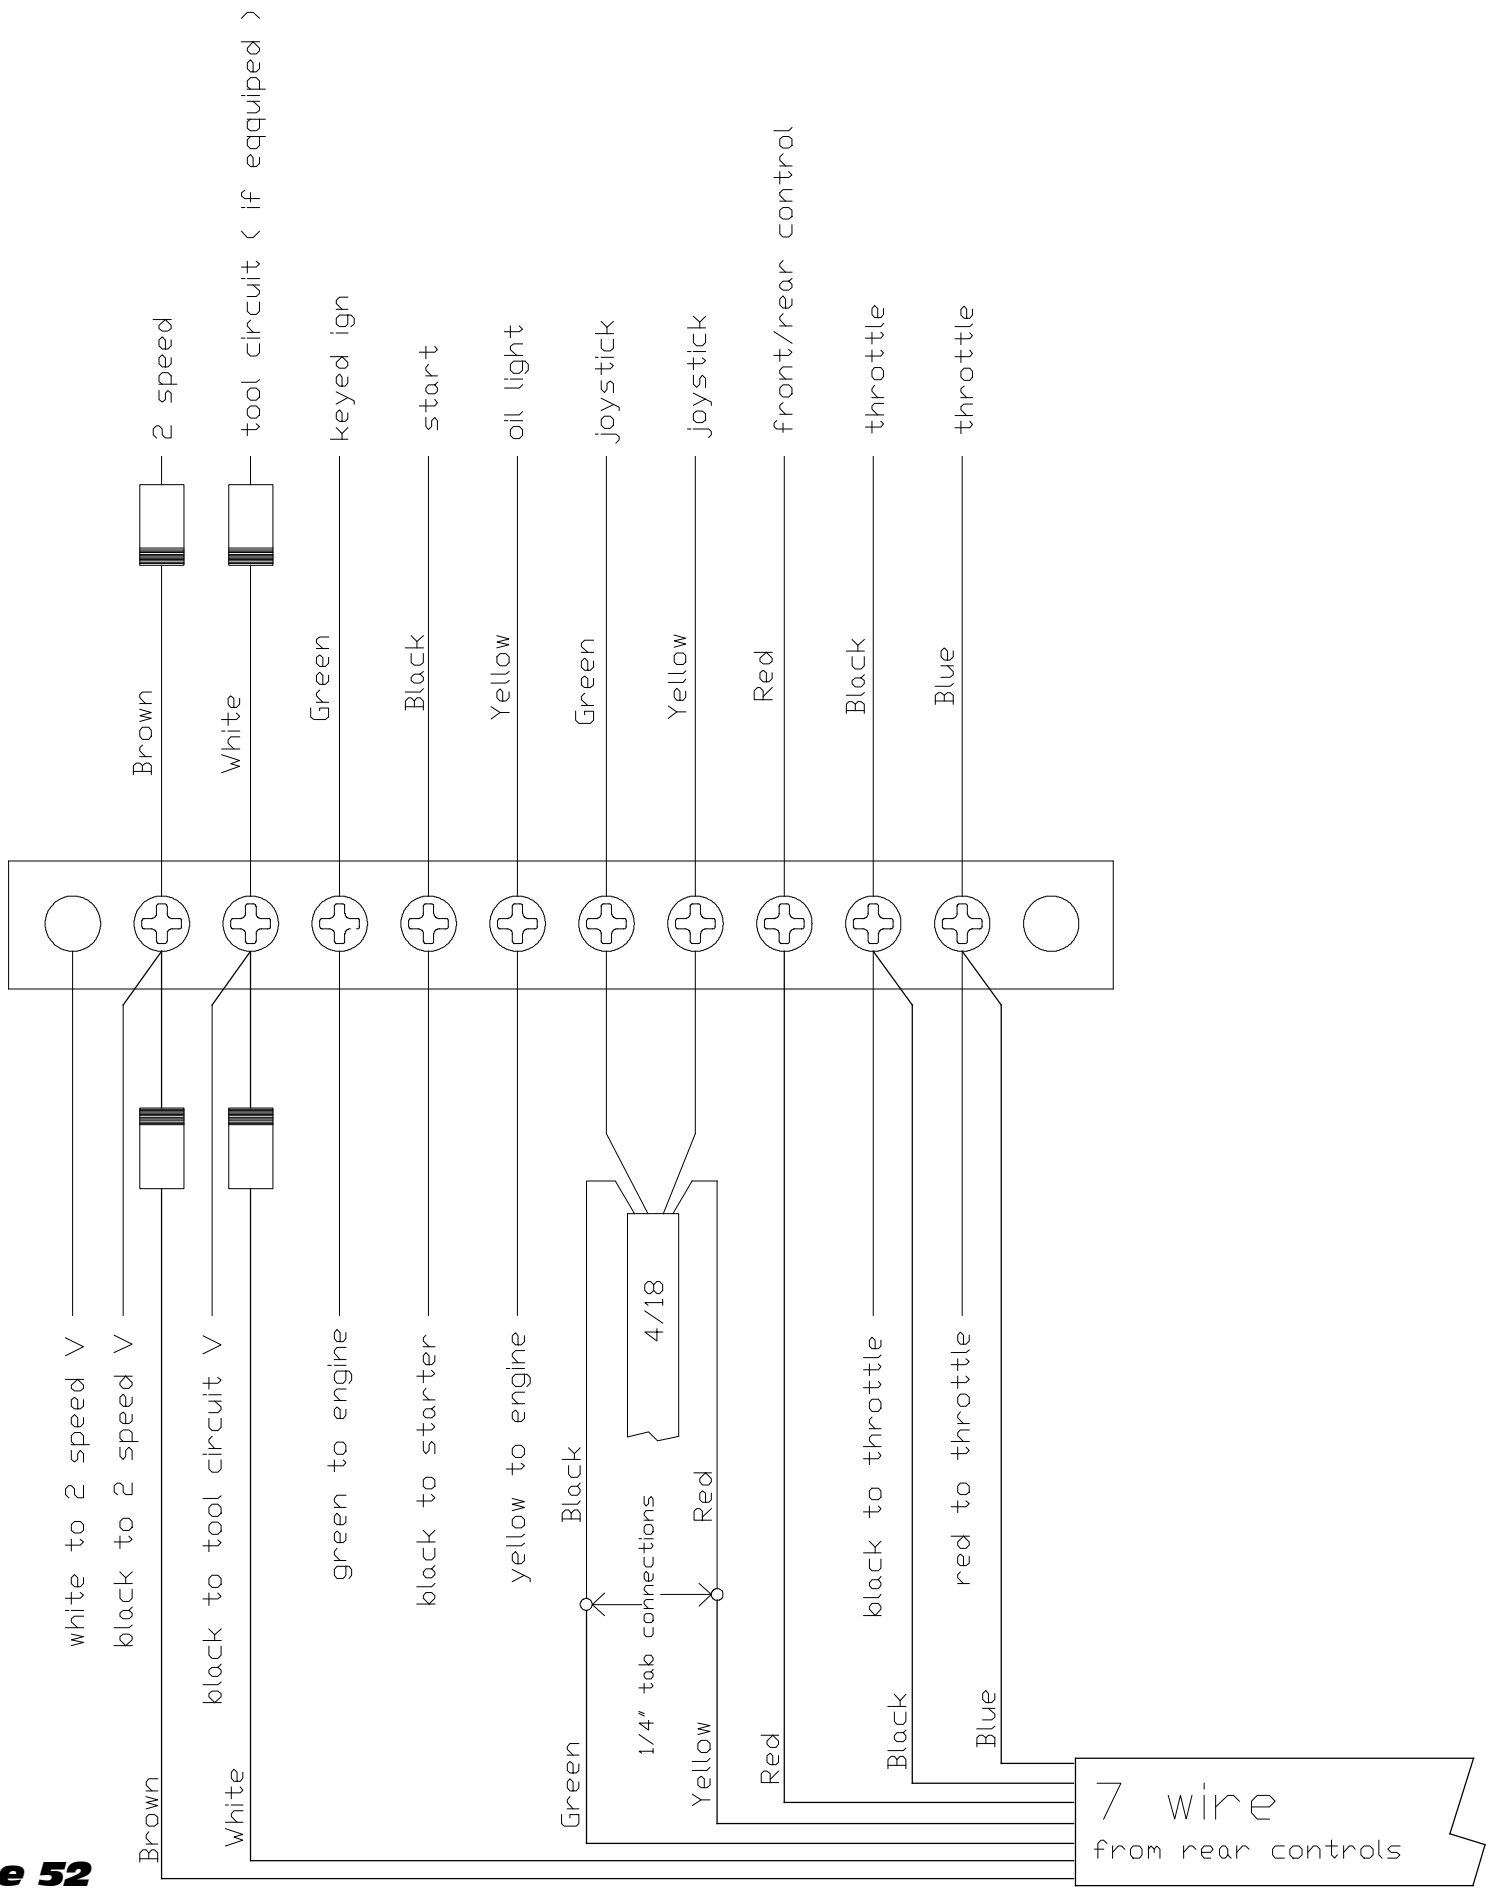 2 speed
tool circuit ( if equuiped )
keyed ign
start
oil light
joystick
joystick
front/rear control
throttle
throttle
Brown
White
Green
Black
Yellow
Green
Yellow
Red
Black
Blue
white to 2 speed V
black to 2 speed V
black to tool circuit V
green to engine
black to starter
yellow to engine
4/18
black to throttle
red to throttle
Black
Red
1/4" tab connections
Brown
White
Green
Yellow
Red
Black
Blue
7 wire
from rear controls
e 52